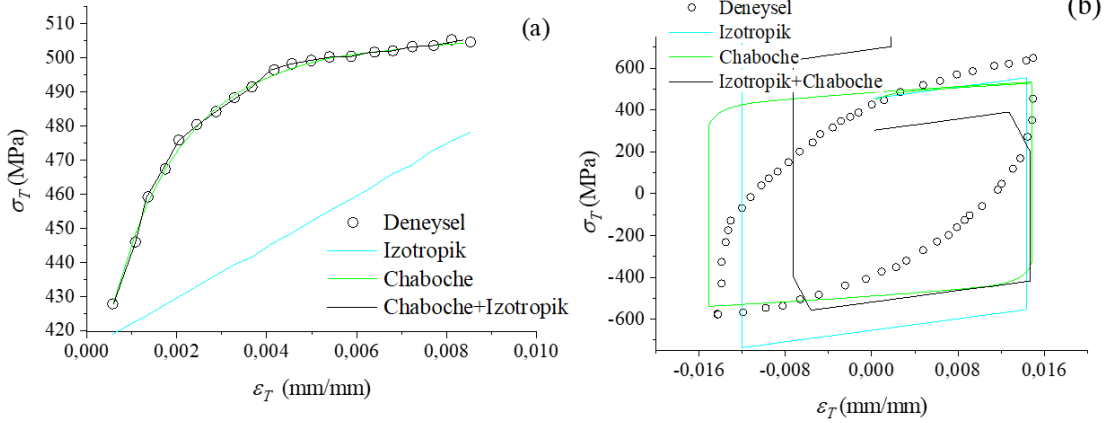 (a)
505
500
490
480
470
460
450
440
430
420
0.000
0.002
0.004
0.006
0.008
0.010
σT (MPa)
εT (mm/mm)
Deneysel
Izotropik
Chaboche
Chaboche+Izotropik
(b)
Deneysel
Izotropik
Chaboche
Izotropik+Chaboche
600
400
200
0
-200
-400
-600
-0,016
-0,008
0,000
0,008
0,016
σT (MPa)
εT (mm/mm)